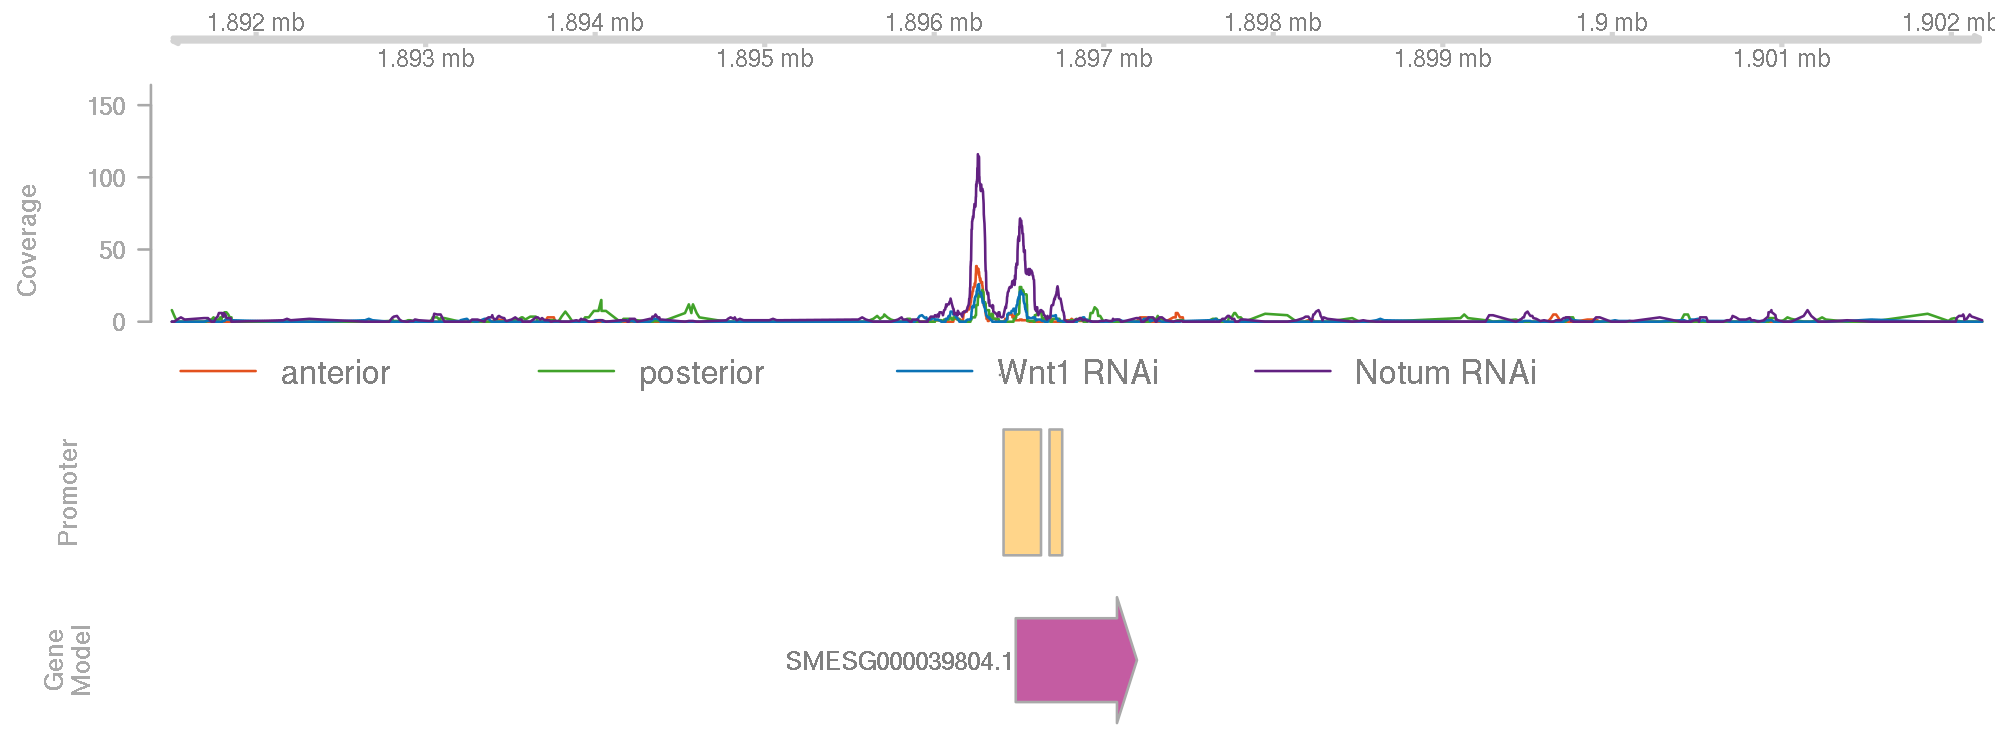 1.892 mb 1.894 mb 1.896 mb 1.898 mb 1.9 mb 1.902 mb
1.893 mb 1.895 mb 1.897 mb 1.899 mb 1.901 mb
Coverage
150
100
50
0
anterior posterior Wnt1 RNAi Notum RNAi
Promoter
Gene
Model
SMESG000039804.1